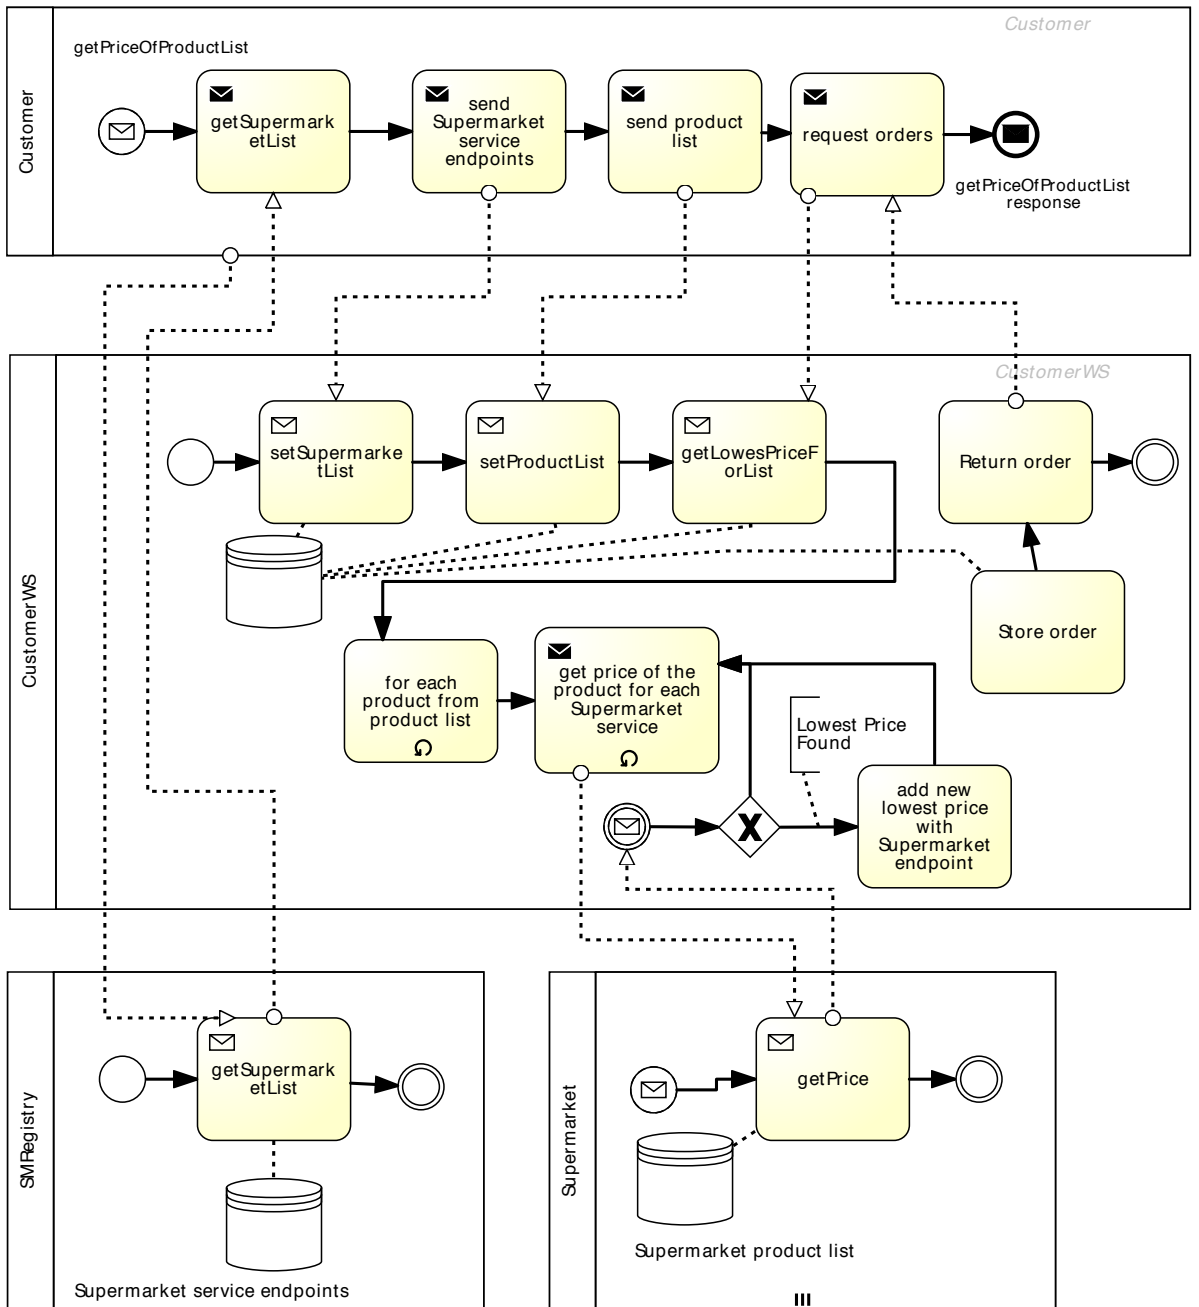 Customer
Customer
getPriceOfProductList
getSupermark
etList
send
Supermarket
service
endpoints
send product
list
request orders
getPriceOfProductList
response
CustomerWS
CustomerWS
setSupermarke
tList
setProductList
getLowesPriceF
orList
Return order
Store order
for each
product from
product list
get price of the
product for each
Supermarket
service
Lowest Price
Found
X
add new
lowest price
with
Supermarket
endpoint
SMRegistry
getSupermark
etList
Supermarket service endpoints
Supermarket
getPrice
Supermarket product list